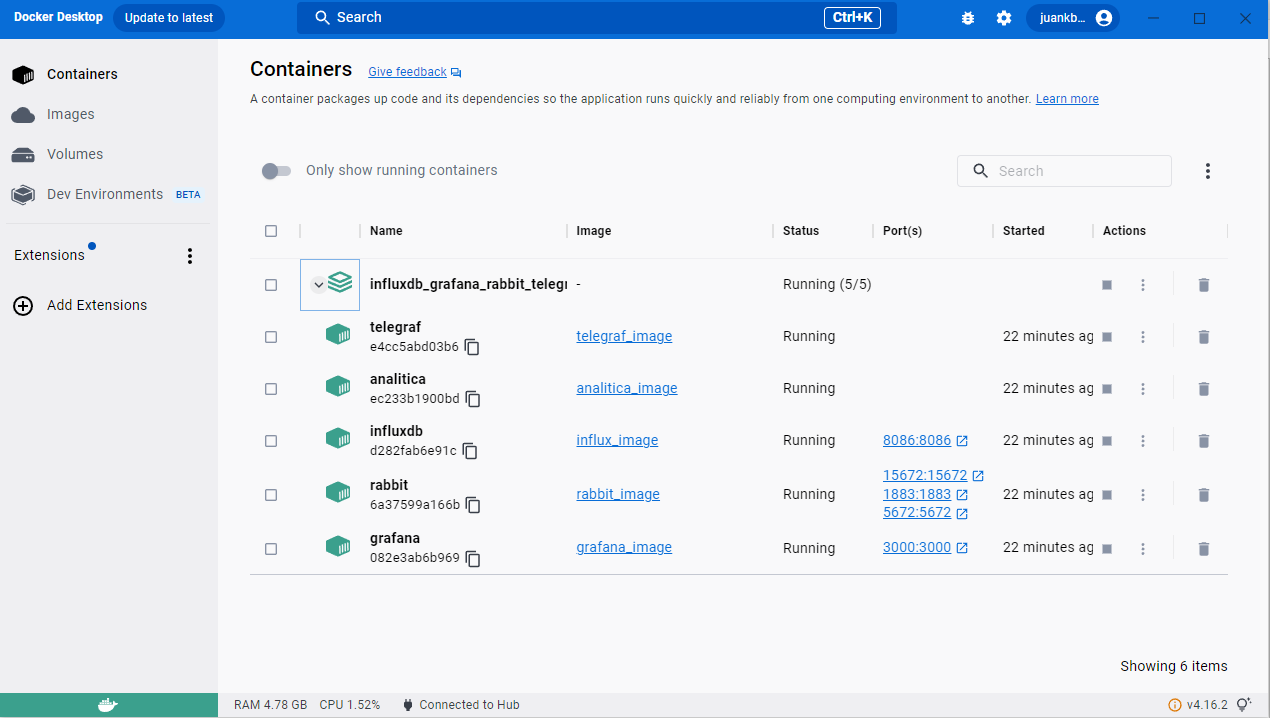 Docker Desktop Update to latest Search Ctrl+K juankb...
Containers
Images
Volumes
Dev Environments BETA
Extensions
Add Extensions
Containers Give feedback
A container packages up code and its dependencies so the application runs quickly and reliably from one computing environment to another. Learn more
Only show running containers Search
Name Image Status Port(s) Started Actions
influxdb_grafana_rabbit_telegr - Running (5/5)
telegraf
e4cc5abd03b6 telegraf_image Running 22 minutes ag
analitica
ec233b1900bd analitica_image Running 22 minutes ag
influxdb
d282fab6e91c influx_image Running 8086:8086 22 minutes ag
rabbit
6a37599a166b rabbit_image Running 15672:15672
1883:1883 22 minutes ag
5672:5672
grafana
082e3ab6b969 grafana_image Running 3000:3000 22 minutes ag
Showing 6 items
RAM 4.78 GB CPU 1.52% Connected to Hub v4.16.2